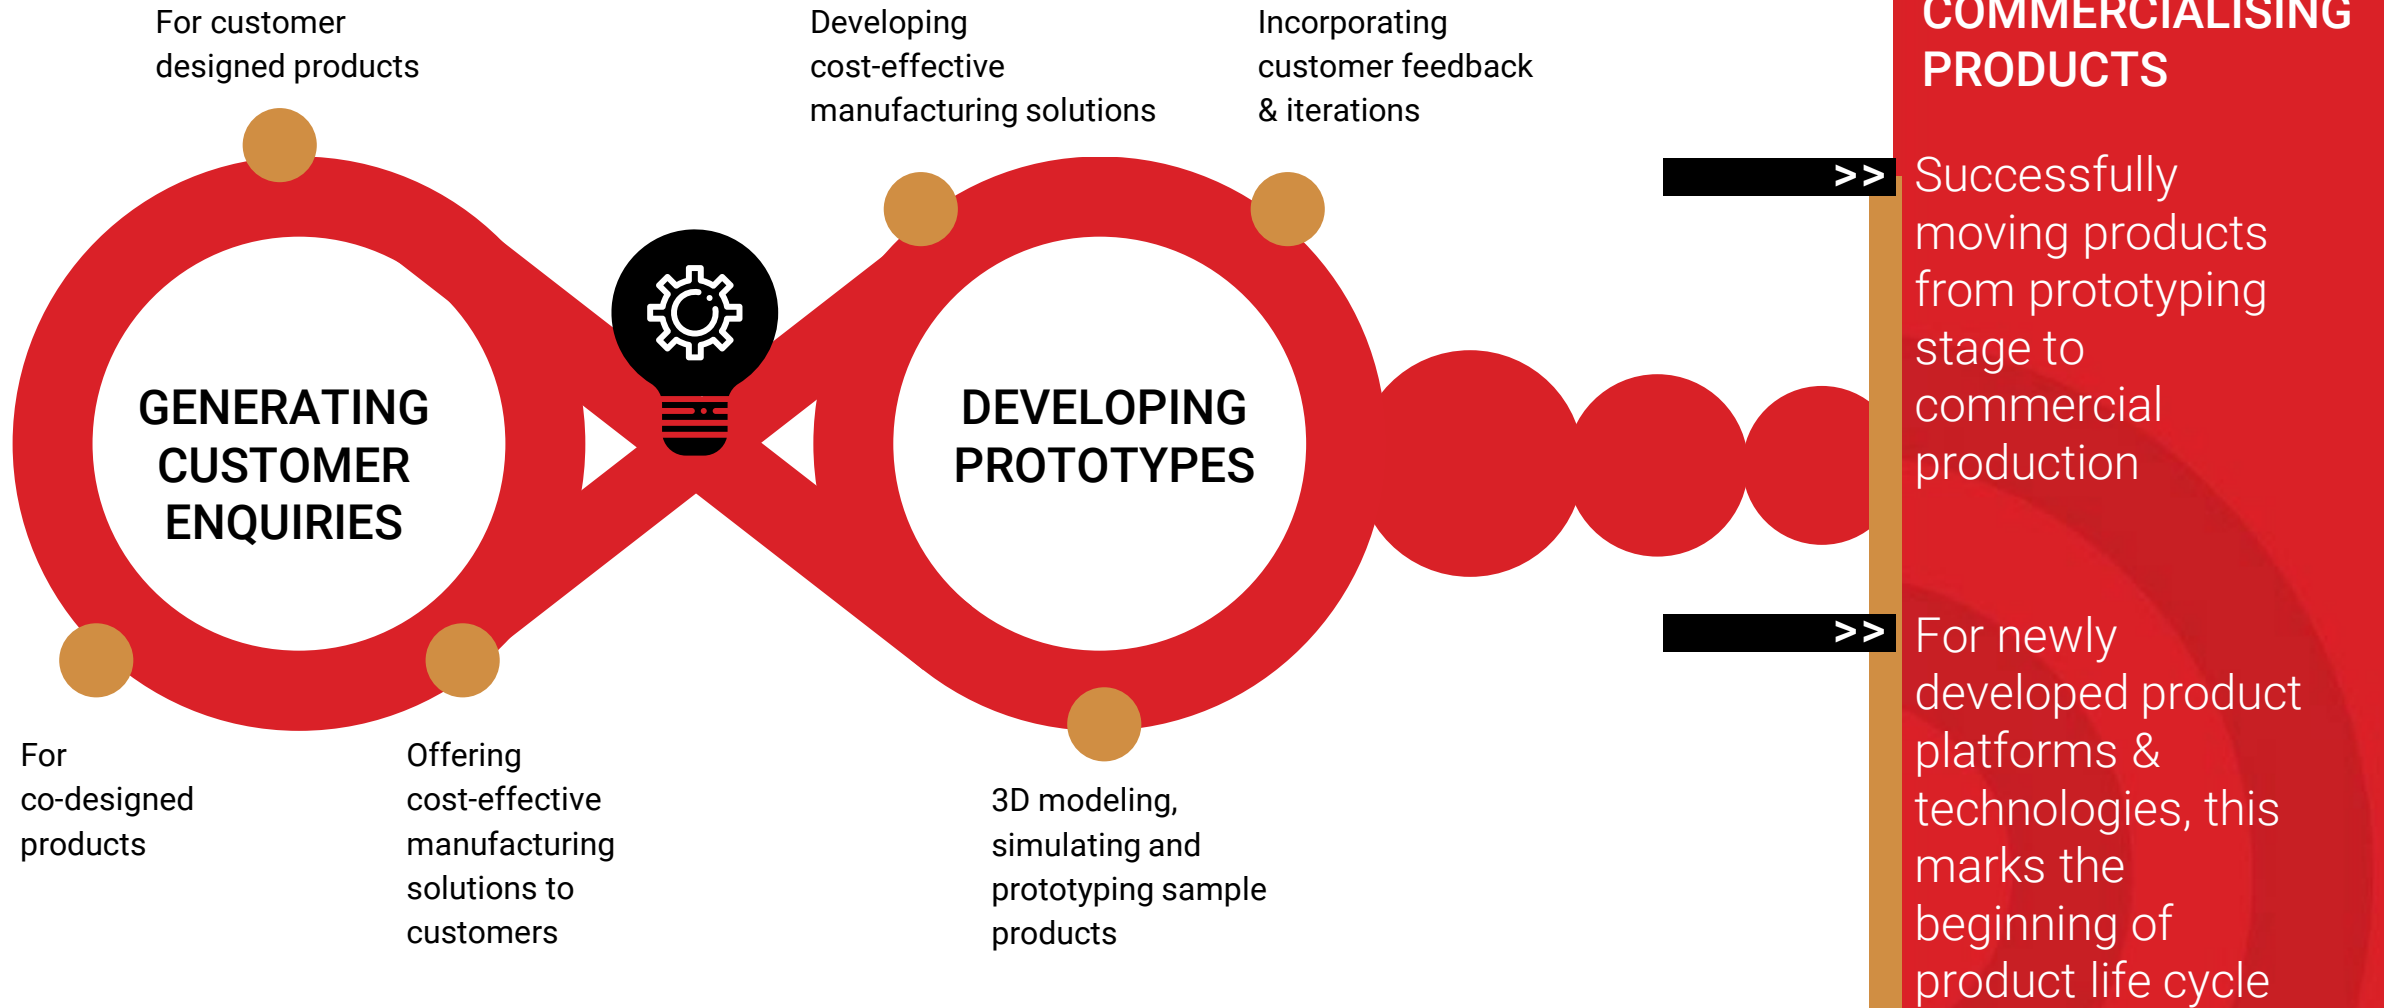 For customer
designed products
GENERATING
CUSTOMER
ENQUIRIES
For
co-designed
products
Offering
cost-effective
manufacturing
solutions to
customers
Developing
cost-effective
manufacturing solutions
Incorporating
customer feedback
& iterations
DEVELOPING
PROTOTYPES
3D modeling,
simulating and
prototyping sample
products
COMMERCIALISING
PRODUCTS
>> Successfully
moving products
from prototyping
stage to
commercial
production
>> For newly
developed product
platforms &
technologies, this
marks the
beginning of
product life cycle